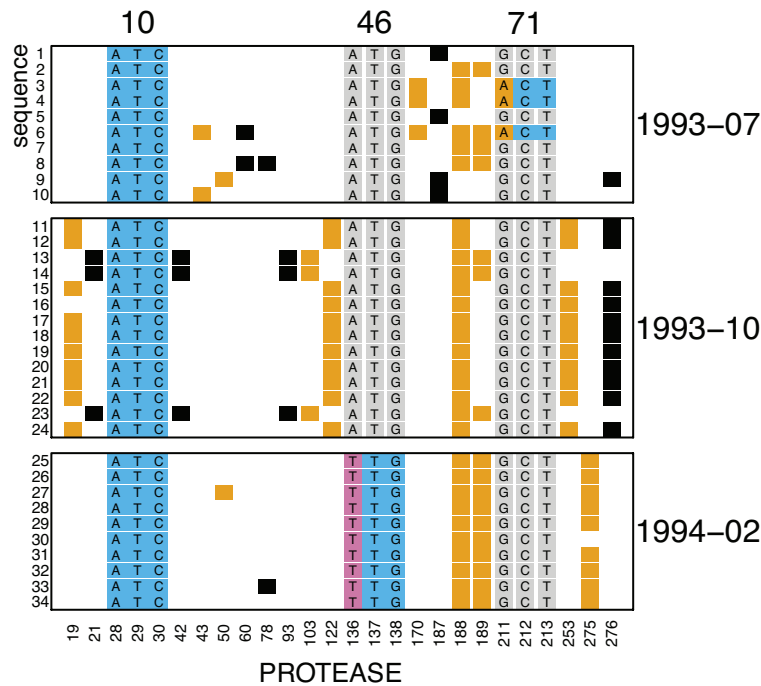 10 46 71
sequence
1 A T C A T G G C T
2 A T C A T G G C T
3 A T C A T G A C T
4 A T C A T G A C T
5 A T C A T G G C T
6 A T C A T G A C T
7 A T C A T G G C T
8 A T C A T G G C T
9 A T C A T G G C T
10 A T C A T G G C T
1993−07
11 A T C A T G G C T
12 A T C A T G G C T
13 A T C A T G G C T
14 A T C A T G G C T
15 A T C A T G G C T
16 A T C A T G G C T
17 A T C A T G G C T
18 A T C A T G G C T
19 A T C A T G G C T
20 A T C A T G G C T
21 A T C A T G G C T
22 A T C A T G G C T
23 A T C A T G G C T
24 A T C A T G G C T
1993−10
25 A T C T T G G C T
26 A T C T T G G C T
27 A T C T T G G C T
28 A T C T T G G C T
29 A T C T T G G C T
30 A T C T T G G C T
31 A T C T T G G C T
32 A T C T T G G C T
33 A T C T T G G C T
34 A T C T T G G C T
1994−02
19 21 28 29 30 42 43 50 60 78 93 103 122 136 137 138 170 187 188 189 211 212 213 253 275 276
PROTEASE